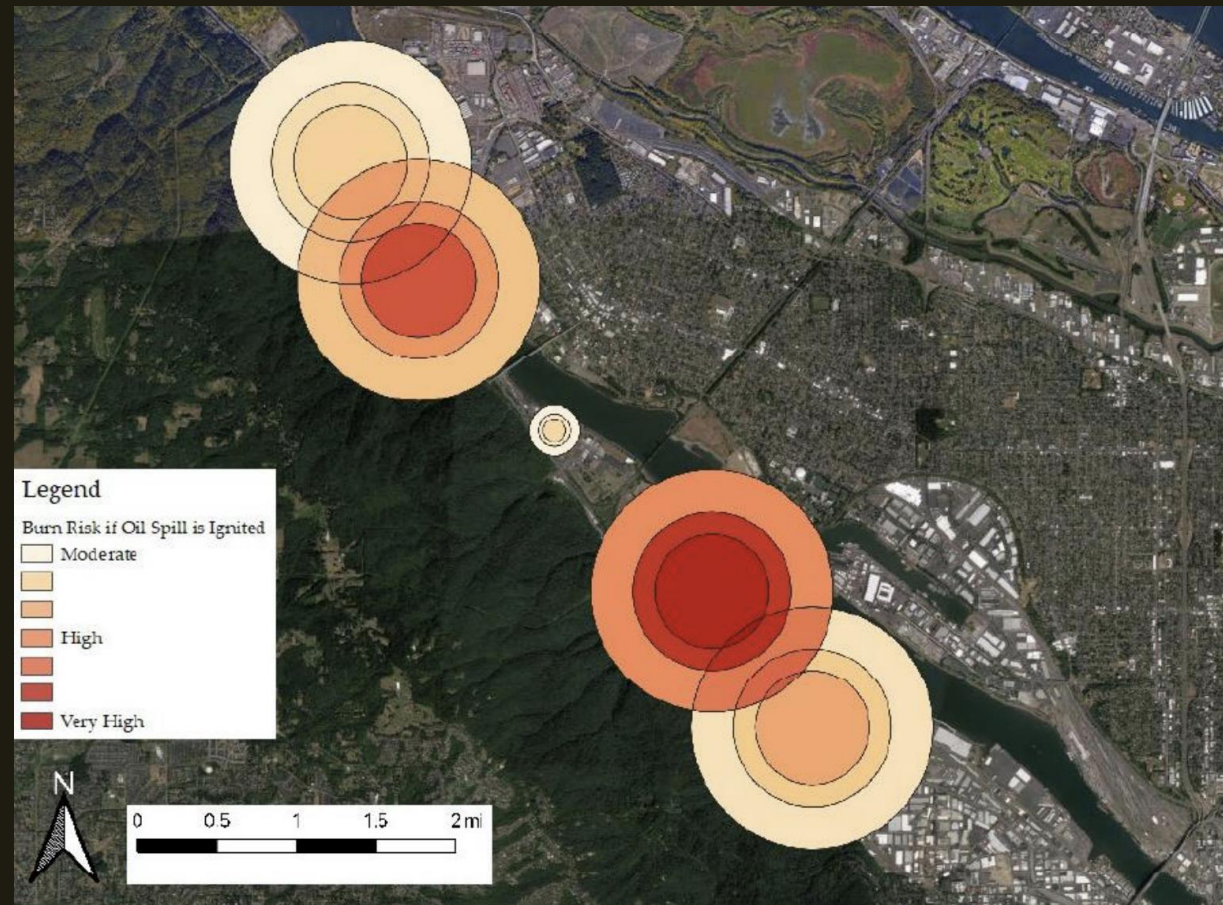 Legend
Burn Risk if Oil Spill is Ignited
Moderate
High
Very High
N
0 0.5 1 1.5 2 mi